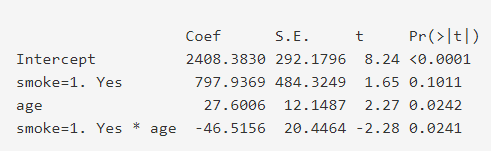 Coef S.E. t Pr(>|t|)
Intercept 2408.3830 292.1796 8.24 <0.0001
smoke=1. Yes 797.9369 484.3249 1.65 0.1011
age 27.6006 12.1487 2.27 0.0242
smoke=1. Yes * age -46.5156 20.4464 -2.28 0.0241